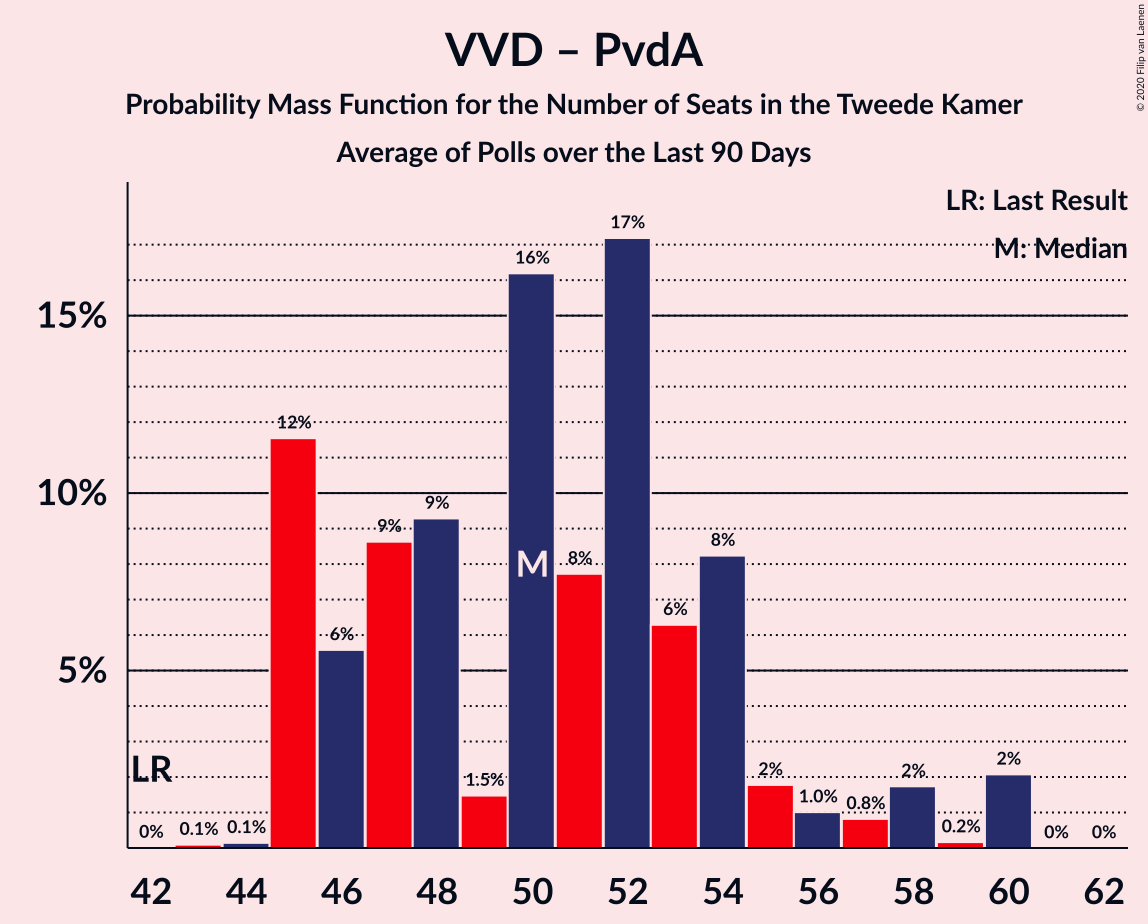 VVD – PvdA
Probability Mass Function for the Number of Seats in the Tweede Kamer
Average of Polls over the Last 90 Days
© 2020 Filip van Laenen
LR: Last Result
M: Median
17%
16%
15%
12%
10%
9%
9%
8%
M
8%
6%
6%
5%
LR
1.5%
2%
2%
2%
1.0%
0.8%
0%
0.1%
0.1%
0.2%
0%
0%
42 44 46 48 50 52 54 56 58 60 62